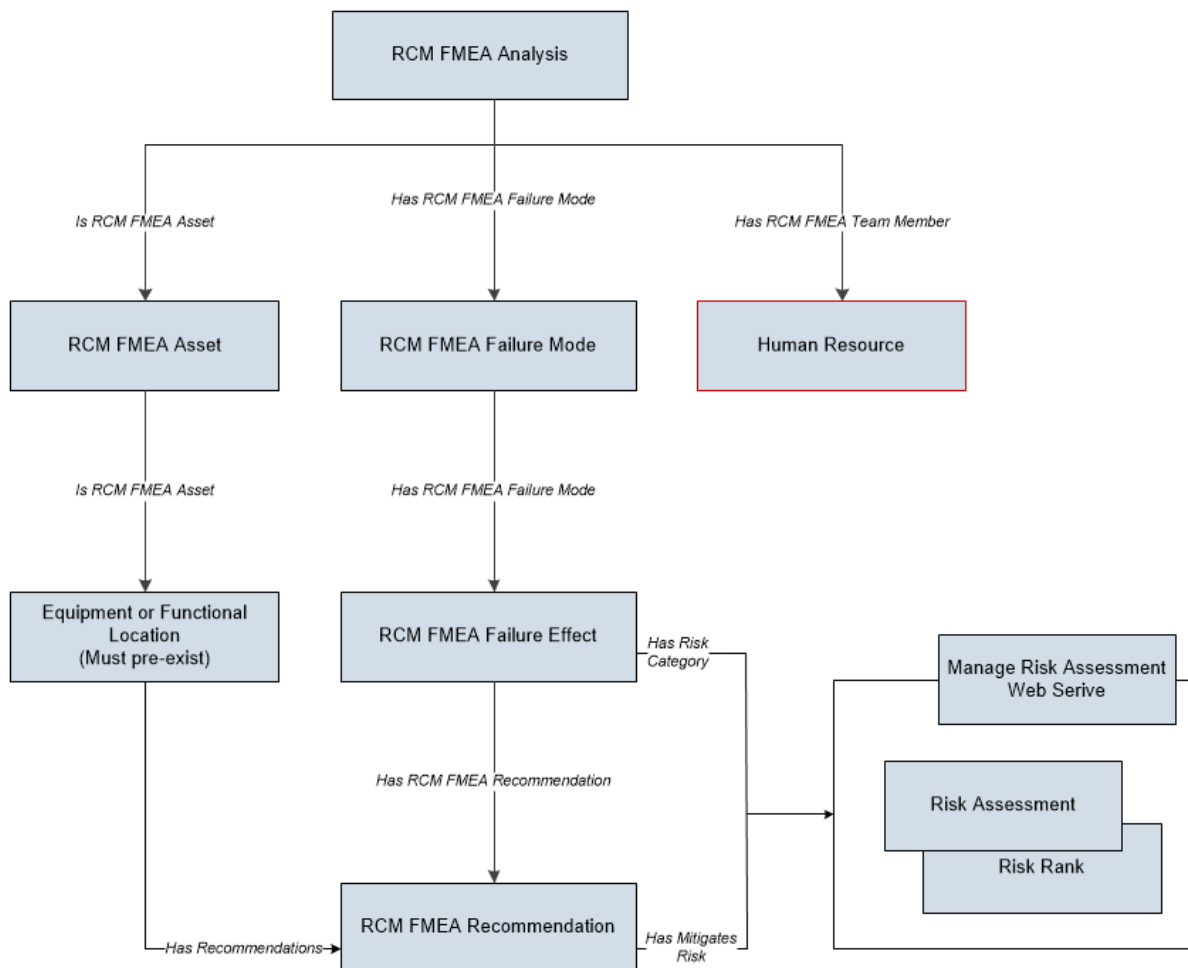 RCM FMEA Analysis
Is RCM FMEA Asset
Has RCM FMEA Failure Mode
Has RCM FMEA Team Member
RCM FMEA Asset
RCM FMEA Failure Mode
Human Resource
Is RCM FMEA Asset
Has RCM FMEA Failure Mode
Equipment or Functional
Location
(Must pre-exist)
RCM FMEA Failure Effect
Has Risk
Category
Manage Risk Assessment
Web Serive
Has RCM FMEA Recommendation
Risk Assessment
Risk Rank
Has Recommendations
RCM FMEA Recommendation
Has Mitigates
Risk